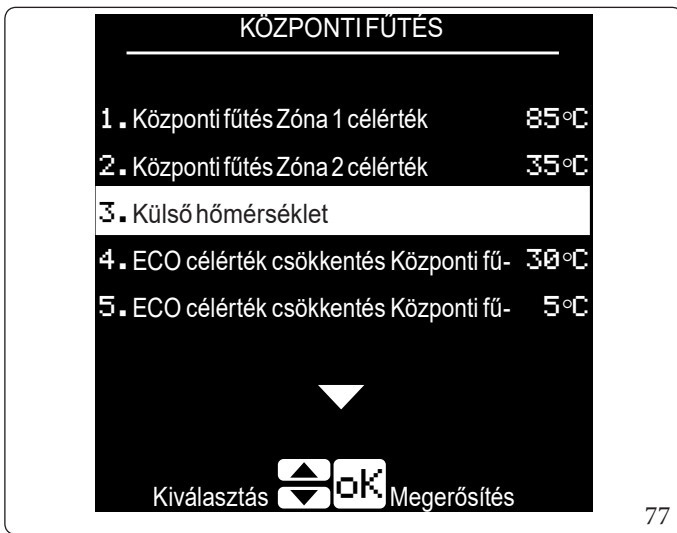 KÖZPONTI FŰTÉS
1. Központi fűtés Zóna 1 célérték 85°C
2. Központi fűtés Zóna 2 célérték 35°C
3. Külső hőmérséklet
4. ECO célérték csökkentés Központi fű- 30°C
5. ECO célérték csökkentés Központi fű- 5°C
Kiválasztás oK Megerősítés
77